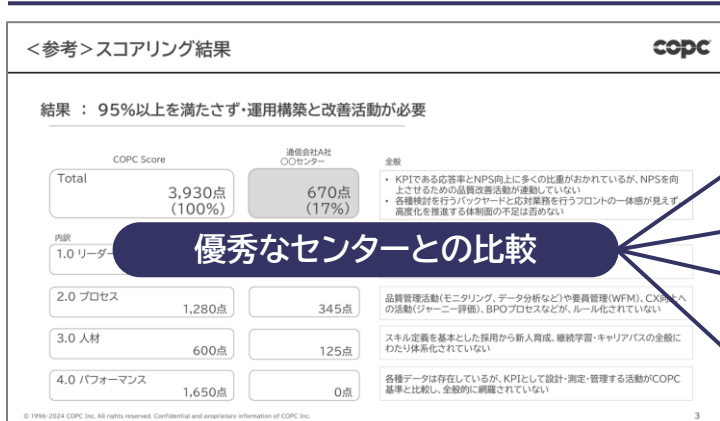 <参考>スコアリング結果
copc
結果 : 95%以上を満たさず・運用構築と改善活動が必要
COPC Score
通信会社A社
〇〇センター
全般
Total
3,930点
(100%)
670点
(17%)
・ KPIである応答率とNPS向上に多くの比重がおかれているが、NPSを向
上させるための品質改善活動が連動していない
・ 各種検討を行うバックヤードと応対業務を行うフロントの一体感が見えず
高度化を推進する体制面の不足は否めない
内訳
1.0 リーダー
優秀なセンターとの比較
2.0 プロセス
1,280点
345点
品質管理活動(モニタリング、データ分析など)や要員管理(WFM)、CX向上へ
の活動(ジャーニー評価)、BPOプロセスなどが、ルール化されていない
3.0 人材
600点
125点
スキル定義を基本とした採用から新人育成、継続学習・キャリアパスの全般に
わたり体系化されていない
4.0 パフォーマンス
1,650点
0点
各種データは存在しているが、KPIとして設計・測定・管理する活動がCOPC
基準と比較し、全般的に網羅されていない
© 1996-2024 COPC Inc. All rights reserved. Confidential and proprietary information of COPC Inc.
3